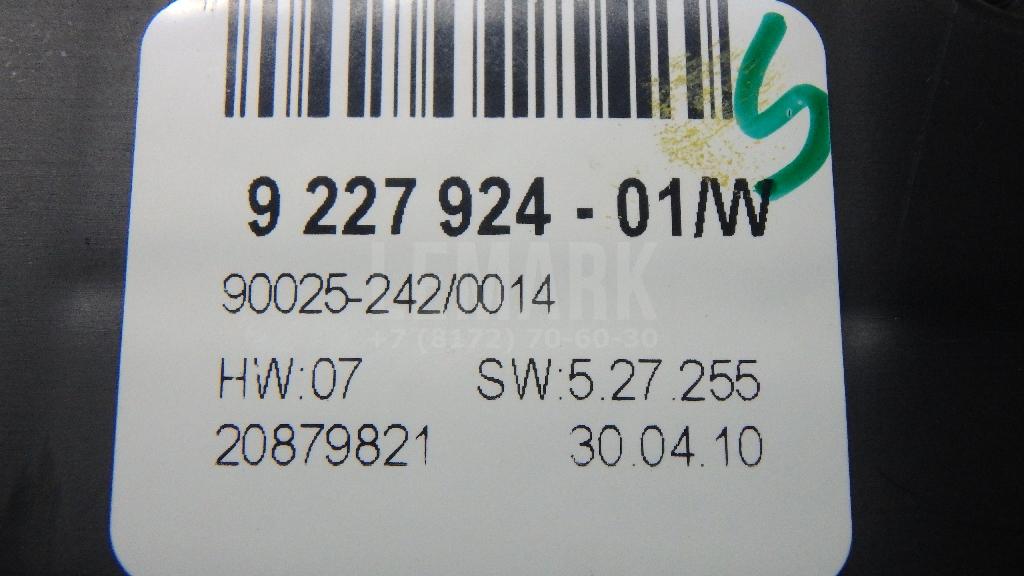 9 227 924 - 01/W
90025-242/0014
LEMARK
+7 (8172) 70-60-30
HW:07 SW:5.27.255
20879821 30.04.10